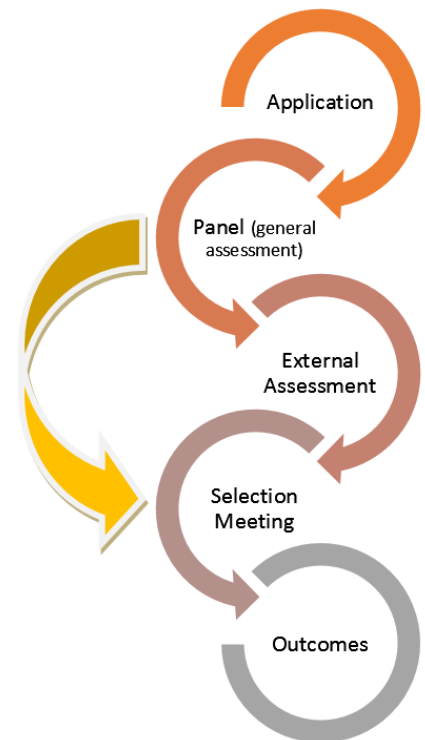 Application
Panel (general
assessment)
External
Assessment
Selection
Meeting
Outcomes